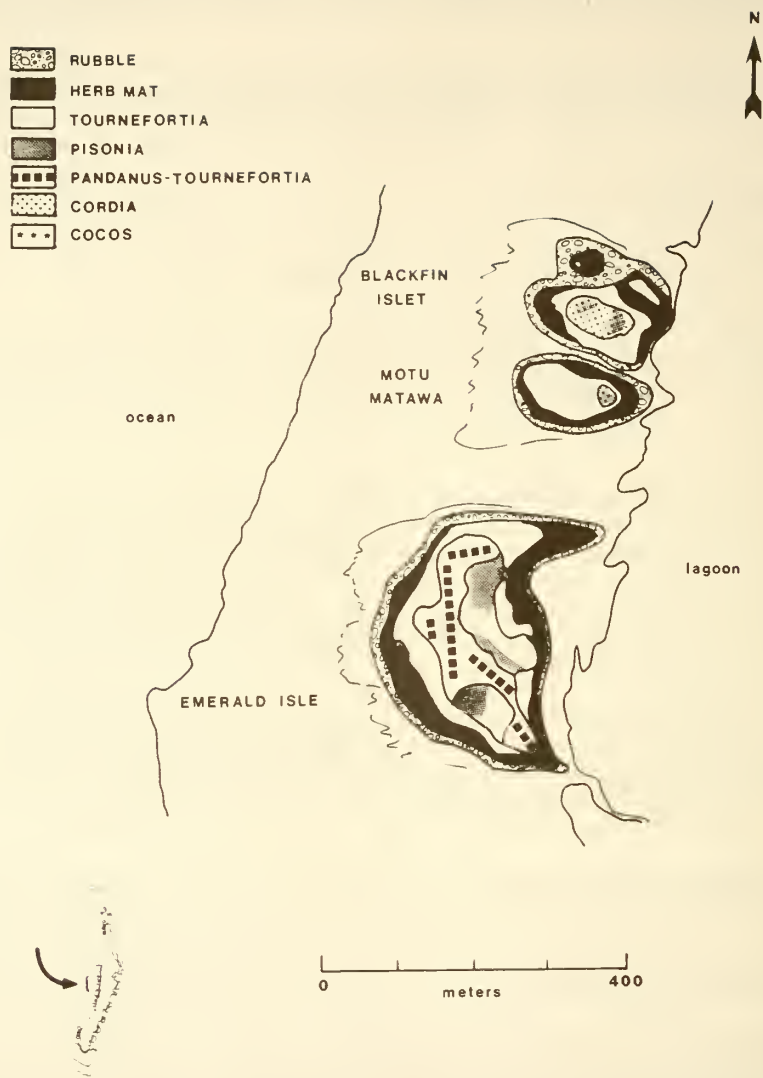 N
RUBBLE
HERB MAT
TOURNEFORTIA
PISONIA
PANDANUS-TOURNEFORTIA
CORDIA
COCOS
BLACKFIN
ISLET
MOTU
MATAWA
ocean
lagoon
EMERALD ISLE
0
400
meters